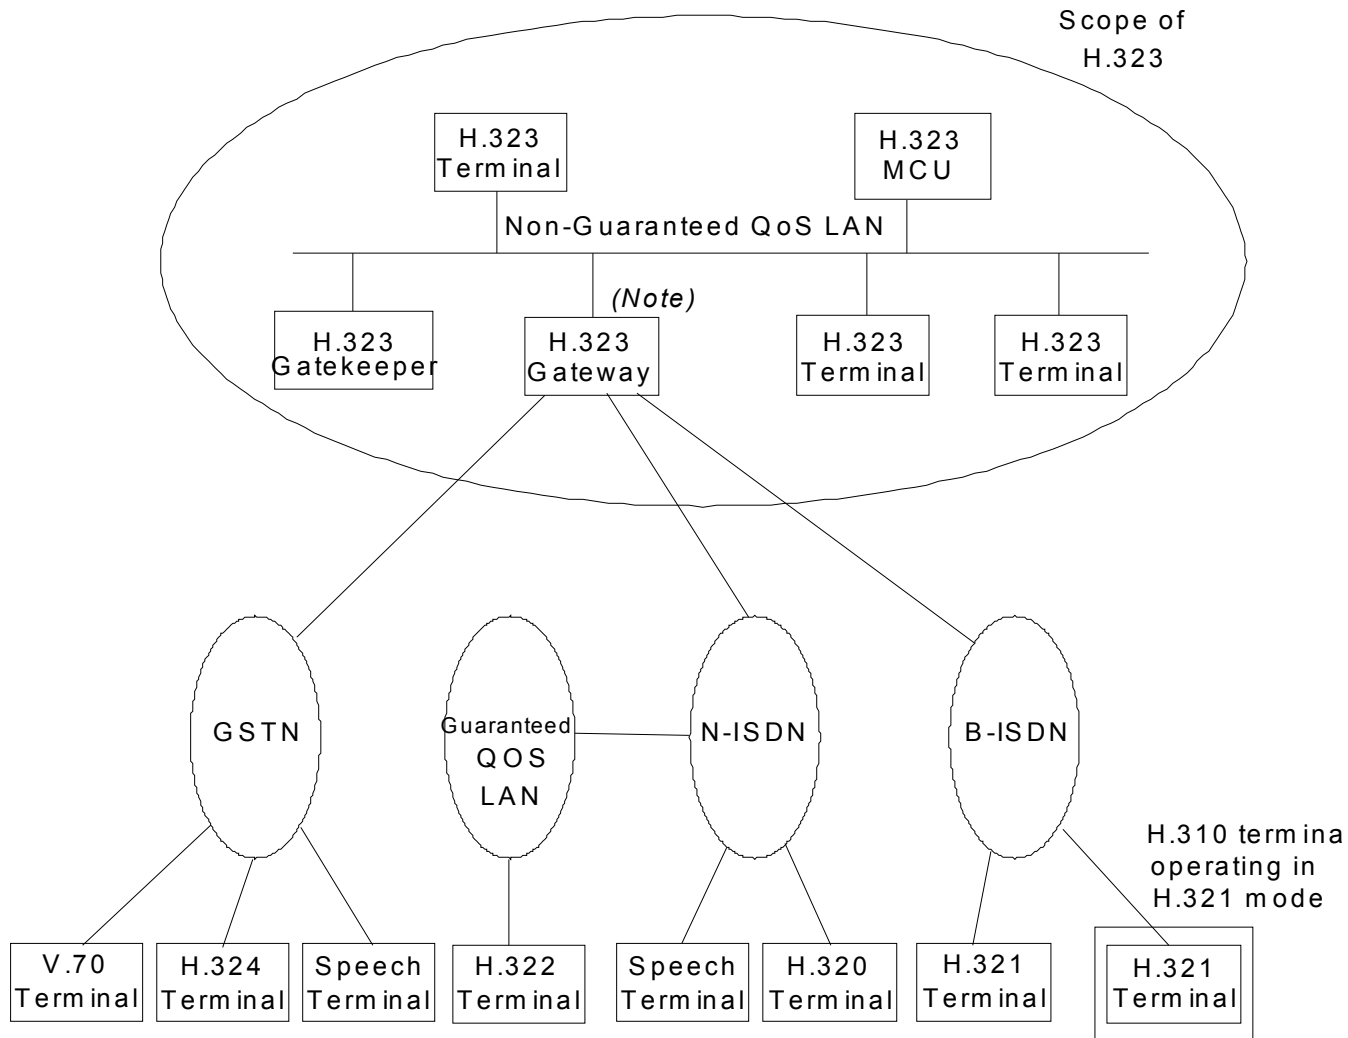 Scope of
H.323
H.323
Terminal
H.323
MCU
Non-Guaranteed QoS LAN
(Note)
H.323
Gatekeeper
H.323
Gateway
H.323
Terminal
H.323
Terminal
GSTN
Guaranteed
QOS
LAN
N-ISDN
B-ISDN
H.310 termina
operating in
H.321 mode
V.70
Terminal
H.324
Terminal
Speech
Terminal
H.322
Terminal
Speech
Terminal
H.320
Terminal
H.321
Terminal
H.321
Terminal